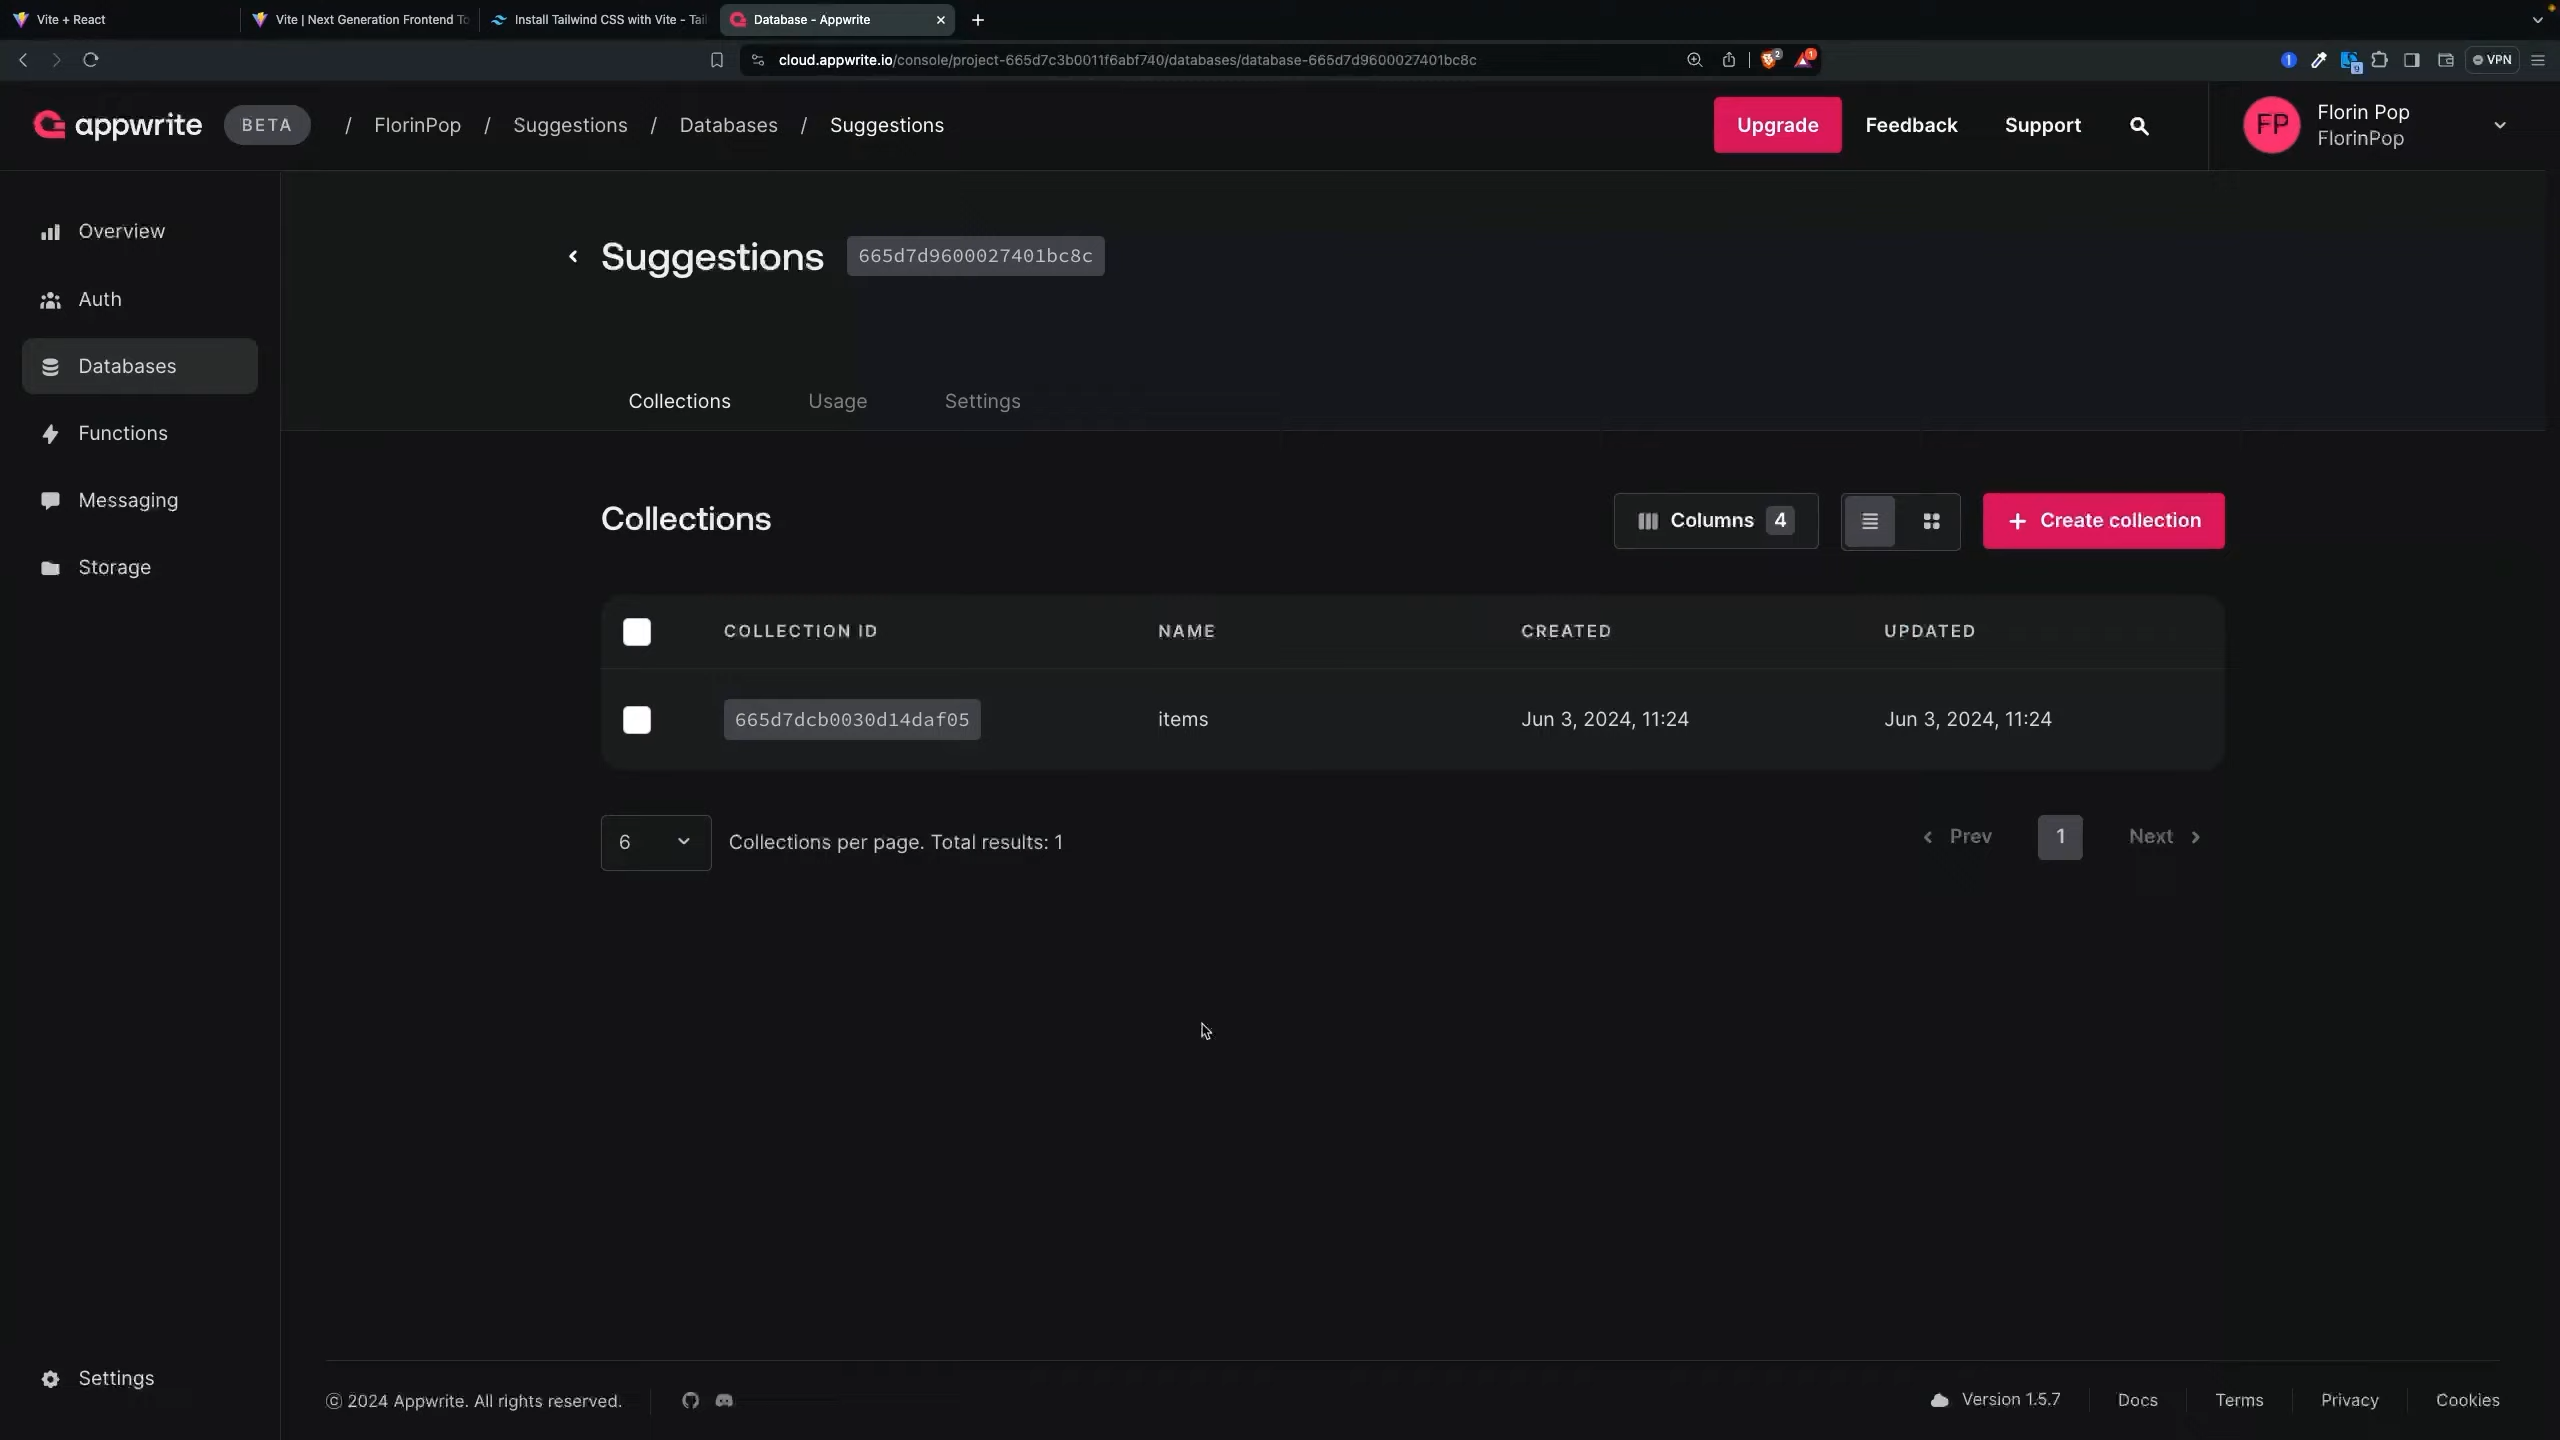 Vite + React
Vite | Next Generation Frontend To
Install Tailwind CSS with Vite - Tail
Database - Appwrite
cloud.appwrite.io/console/project-665d7c3b0011f6abf740/databases/database-665d7d9600027401bc8c
2
1
1
9
VPN
appwrite BETA / FlorinPop / Suggestions / Databases / Suggestions
Upgrade Feedback Support
FP
Florin Pop
FlorinPop
Overview
Auth
Databases
Functions
Messaging
Storage
Settings
Suggestions 665d7d9600027401bc8c
Collections Usage Settings
Collections
Columns 4
+ Create collection
COLLECTION ID NAME CREATED UPDATED
665d7dcb0030d14daf05 items Jun 3, 2024, 11:24 Jun 3, 2024, 11:24
6 Collections per page. Total results: 1
Prev 1 Next
© 2024 Appwrite. All rights reserved.
Version 1.5.7 Docs Terms Privacy Cookies